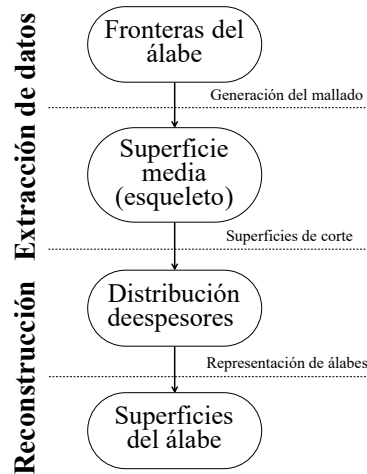 Extracción de datos
Fronteras del
álabe
Generación del mallado
Superficie
media
(esqueleto)
Superficies de corte
Reconstrucción
Distribución
deespesores
Representación de álabes
Superficies
del álabe